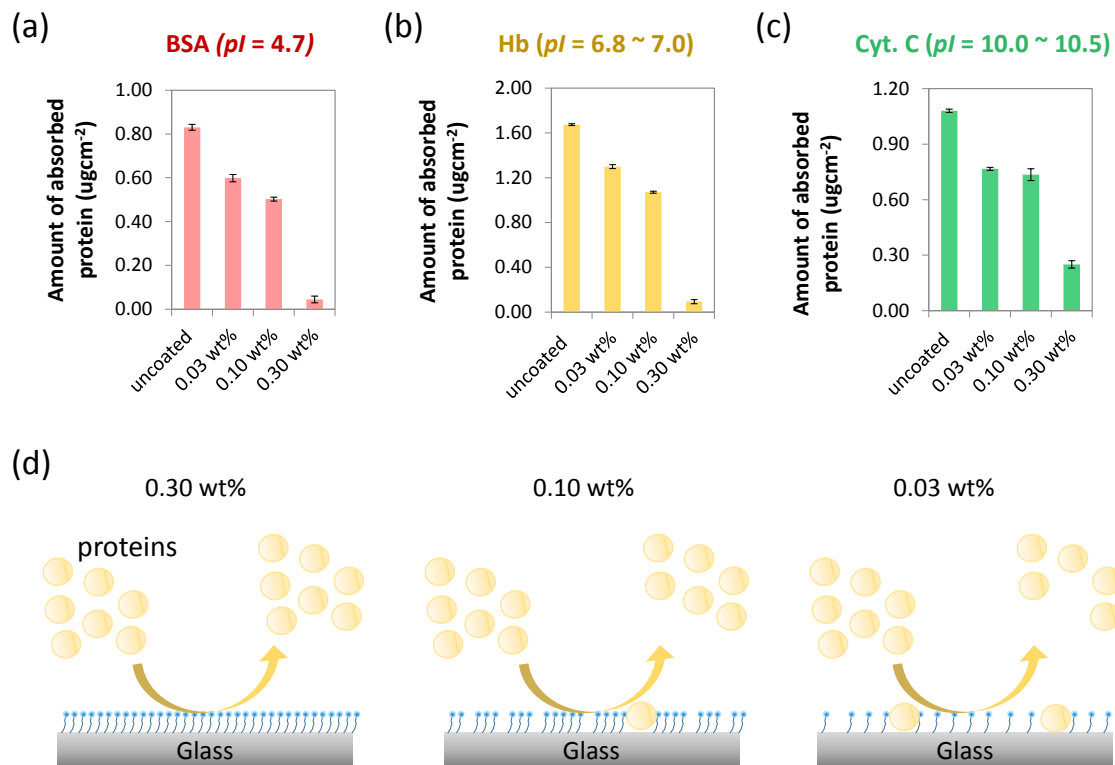 (a)
BSA (pI = 4.7)
Amount of absorbed
protein (ugcm-2)
1.00
0.80
0.60
0.40
0.20
0.00
uncoated
0.03 wt%
0.10 wt%
0.30 wt%
(b)
Hb (pI = 6.8 ~ 7.0)
Amount of absorbed
protein (ugcm-2)
2.00
1.60
1.20
0.80
0.40
0.00
uncoated
0.03 wt%
0.10 wt%
0.30 wt%
(c)
Cyt. C (pI = 10.0 ~ 10.5)
Amount of absorbed
protein (ugcm-2)
1.20
0.90
0.60
0.30
0.00
uncoated
0.03 wt%
0.10 wt%
0.30 wt%
(d)
0.30 wt%
proteins
Glass
0.10 wt%
Glass
0.03 wt%
Glass